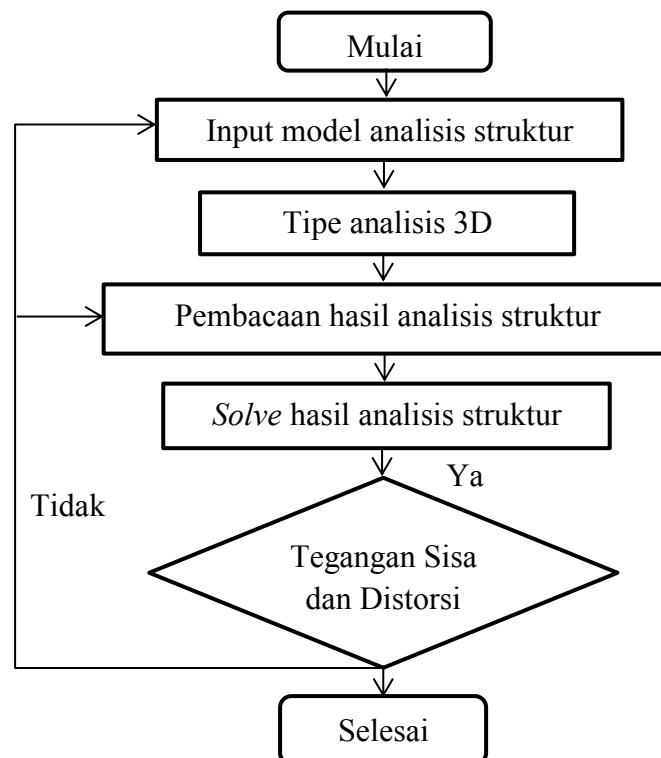 Mulai
Input model analisis struktur
Tipe analisis 3D
Pembacaan hasil analisis struktur
Solve hasil analisis struktur
Ya
Tidak
Tegangan Sisa
dan Distorsi
Selesai